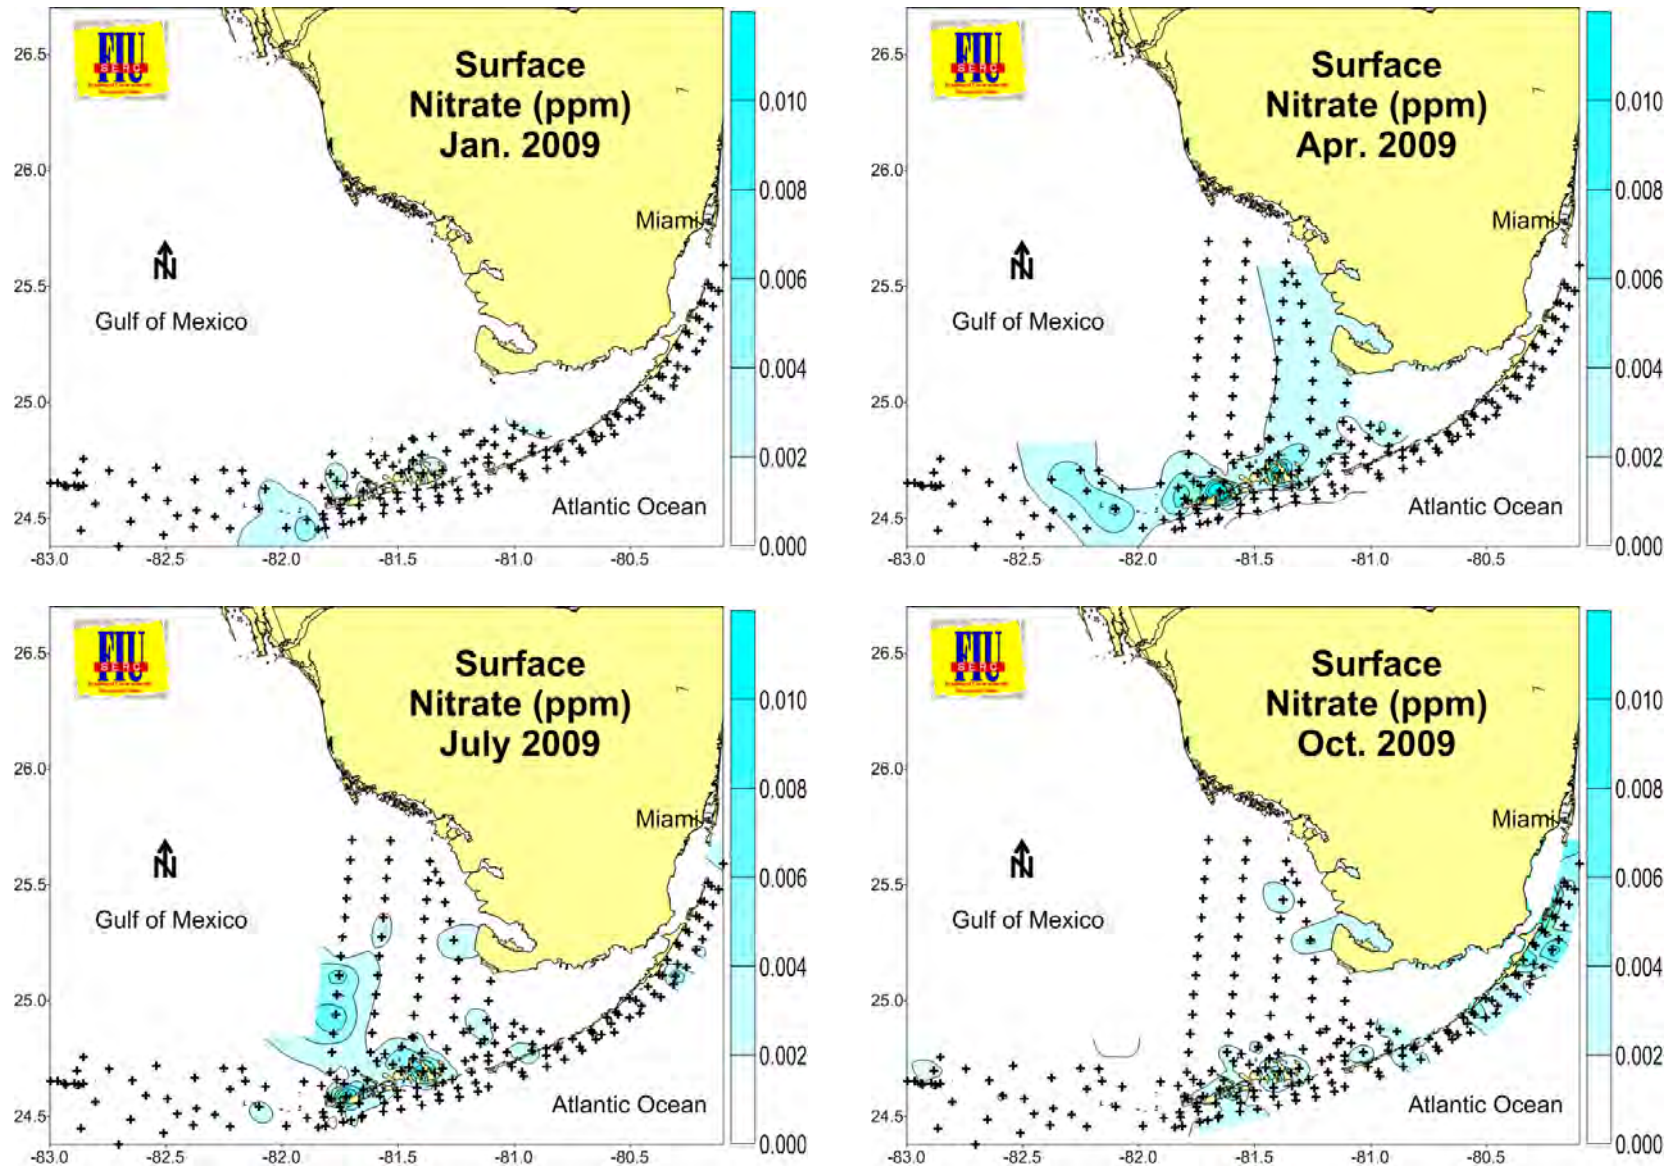 FIU
SERC
Surface
Nitrate (ppm)
Jan. 2009
Miami
N
Gulf of Mexico
Atlantic Ocean
26.5
26.0
25.5
25.0
24.5
-83.0 -82.5 -82.0 -81.5 -81.0 -80.5
0.010
0.008
0.006
0.004
0.002
0.000
FIU
SERC
Surface
Nitrate (ppm)
Apr. 2009
Miami
N
Gulf of Mexico
Atlantic Ocean
26.5
26.0
25.5
25.0
24.5
-83.0 -82.5 -82.0 -81.5 -81.0 -80.5
0.010
0.008
0.006
0.004
0.002
0.000
FIU
SERC
Surface
Nitrate (ppm)
July 2009
Miami
N
Gulf of Mexico
Atlantic Ocean
26.5
26.0
25.5
25.0
24.5
-83.0 -82.5 -82.0 -81.5 -81.0 -80.5
0.010
0.008
0.006
0.004
0.002
0.000
FIU
SERC
Surface
Nitrate (ppm)
Oct. 2009
Miami
N
Gulf of Mexico
Atlantic Ocean
26.5
26.0
25.5
25.0
24.5
-83.0 -82.5 -82.0 -81.5 -81.0 -80.5
0.010
0.008
0.006
0.004
0.002
0.000